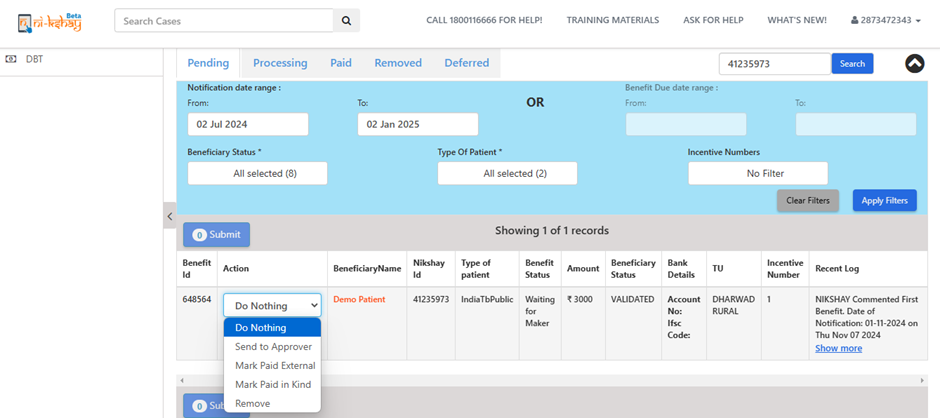 Beta
ni-kshay
Search Cases
CALL 1800116666 FOR HELP!
TRAINING MATERIALS
ASK FOR HELP
WHAT'S NEW!
2873472343
DBT
Pending
Processing
Paid
Removed
Deferred
41235973
Search
Notification date range :
From:
To:
02 Jul 2024
02 Jan 2025
OR
Benefit Due date range :
From:
To:
Beneficiary Status *
All selected (8)
Type Of Patient *
All selected (2)
Incentive Numbers
No Filter
Clear Filters
Apply Filters
0 Submit
Showing 1 of 1 records
Benefit
Id
Action
BeneficiaryName
Nikshay
Id
Type of
patient
Benefit
Status
Amount
Beneficiary
Status
Bank
Details
TU
Incentive
Number
Recent Log
648564
Do Nothing
Demo Patient
41235973
IndiaTbPublic
Waiting
for
Maker
₹ 3000
VALIDATED
Account
No:
Ifsc
Code:
DHARWAD
RURAL
1
NIKSHAY Commented First
Benefit. Date of
Notification: 01-11-2024 on
Thu Nov 07 2024
Show more
Do Nothing
Send to Approver
Mark Paid External
Mark Paid in Kind
Remove
0 Su